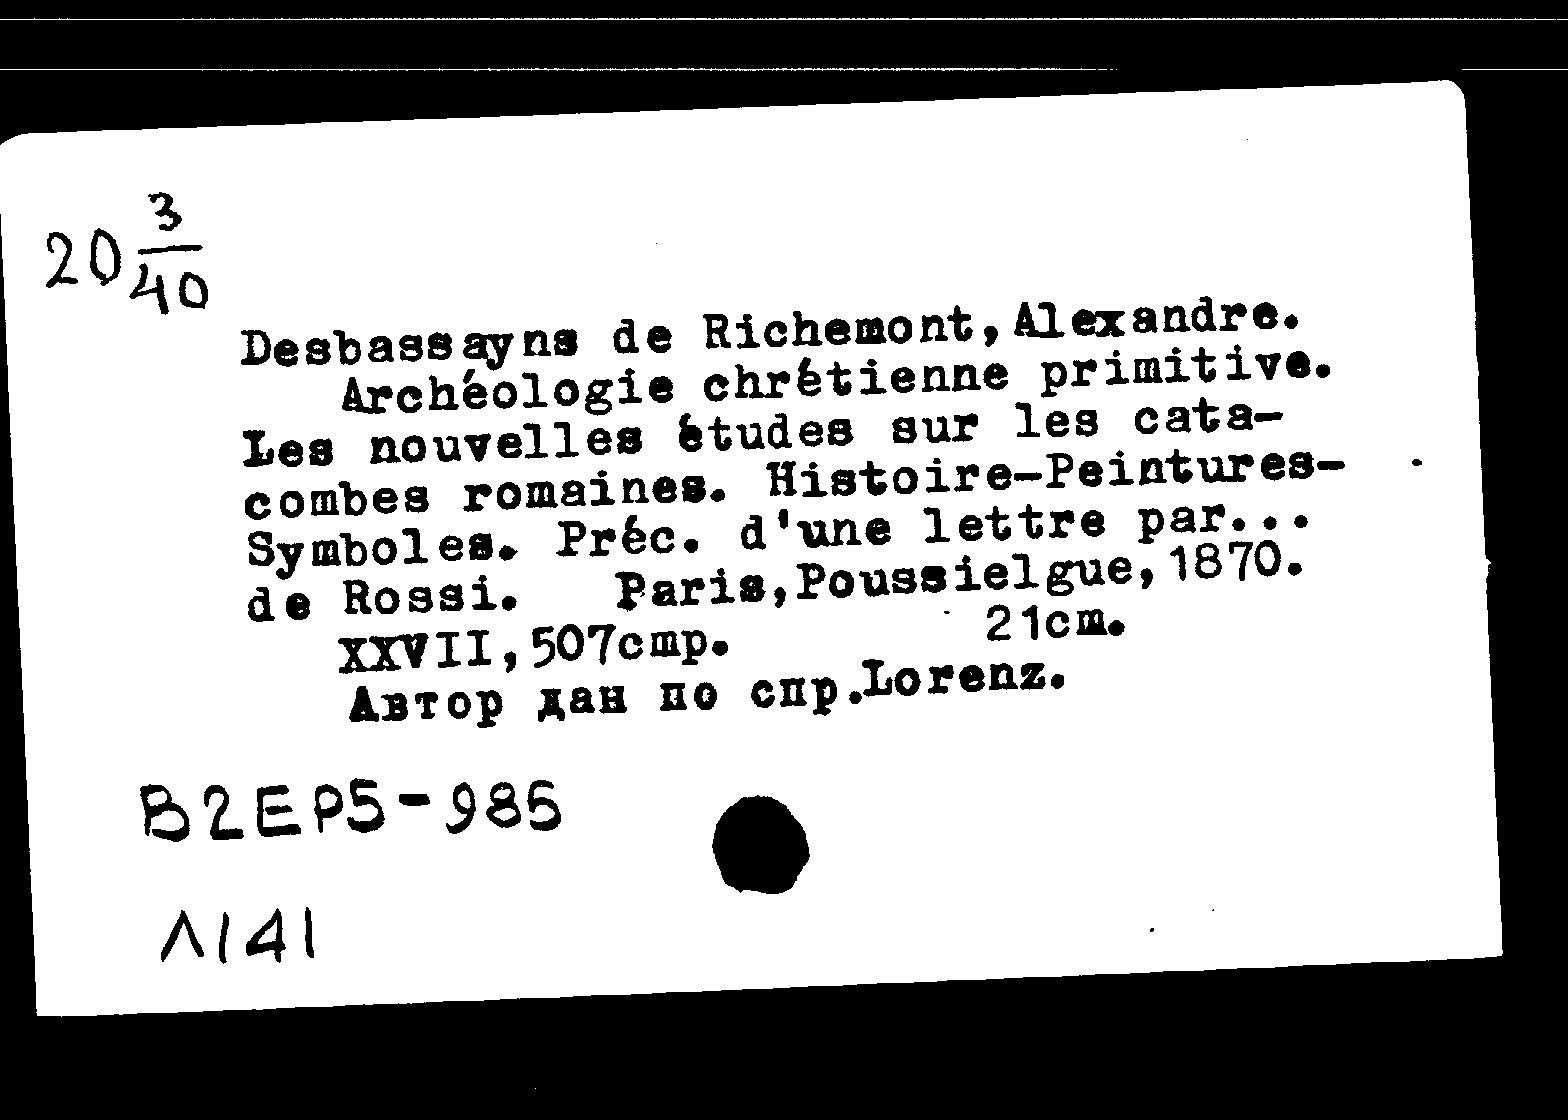 20 3/40
Desbassayns de Richemont, Alexandre.
Archéologie chrétienne primitive.
Les nouvelles études sur les cata-
combes romaines. Histoire-Peintures-
Symboles. Préc. d'une lettre par...
de Rossi. Paris, Poussielgue, 1870.
XXVII, 507стр. 21см.
Автор дан по спр. Lorenz.
B2EP5-985
Л141